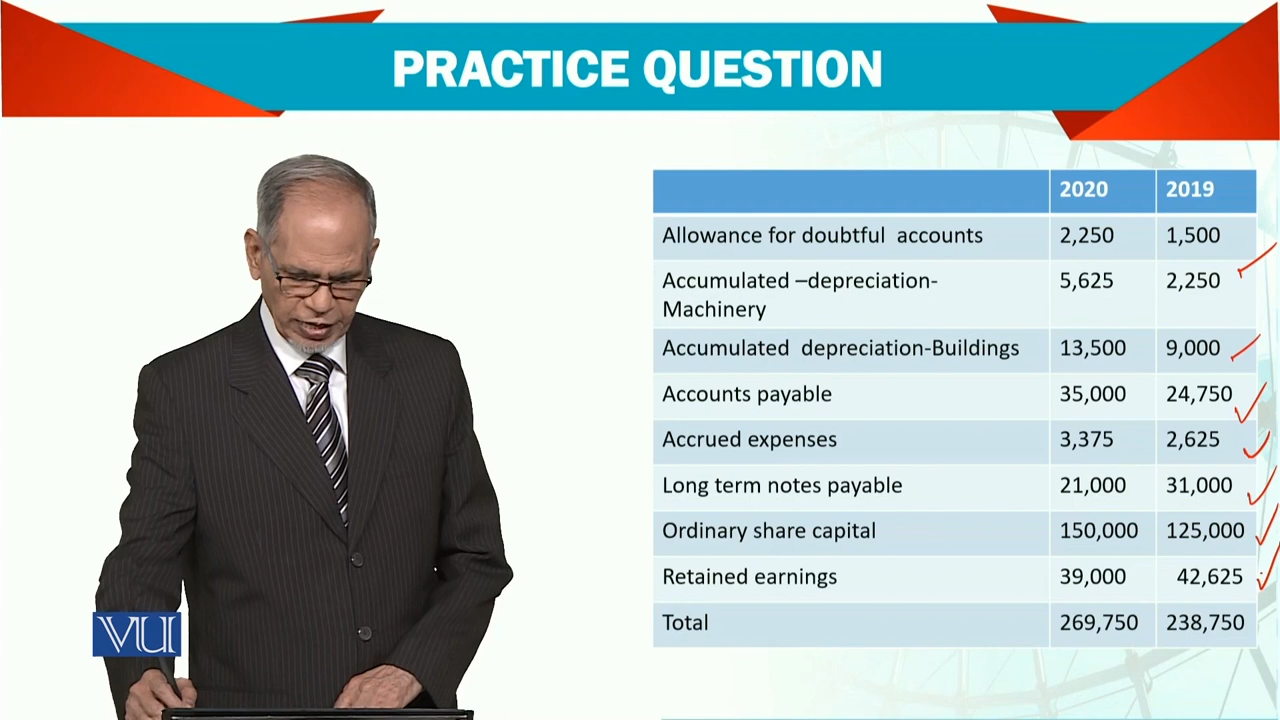 PRACTICE QUESTION
2020 2019
Allowance for doubtful accounts 2,250 1,500
Accumulated –depreciation- 5,625 2,250
Machinery
Accumulated depreciation-Buildings 13,500 9,000
Accounts payable 35,000 24,750
Accrued expenses 3,375 2,625
Long term notes payable 21,000 31,000
Ordinary share capital 150,000 125,000
Retained earnings 39,000 42,625
Total 269,750 238,750
VU